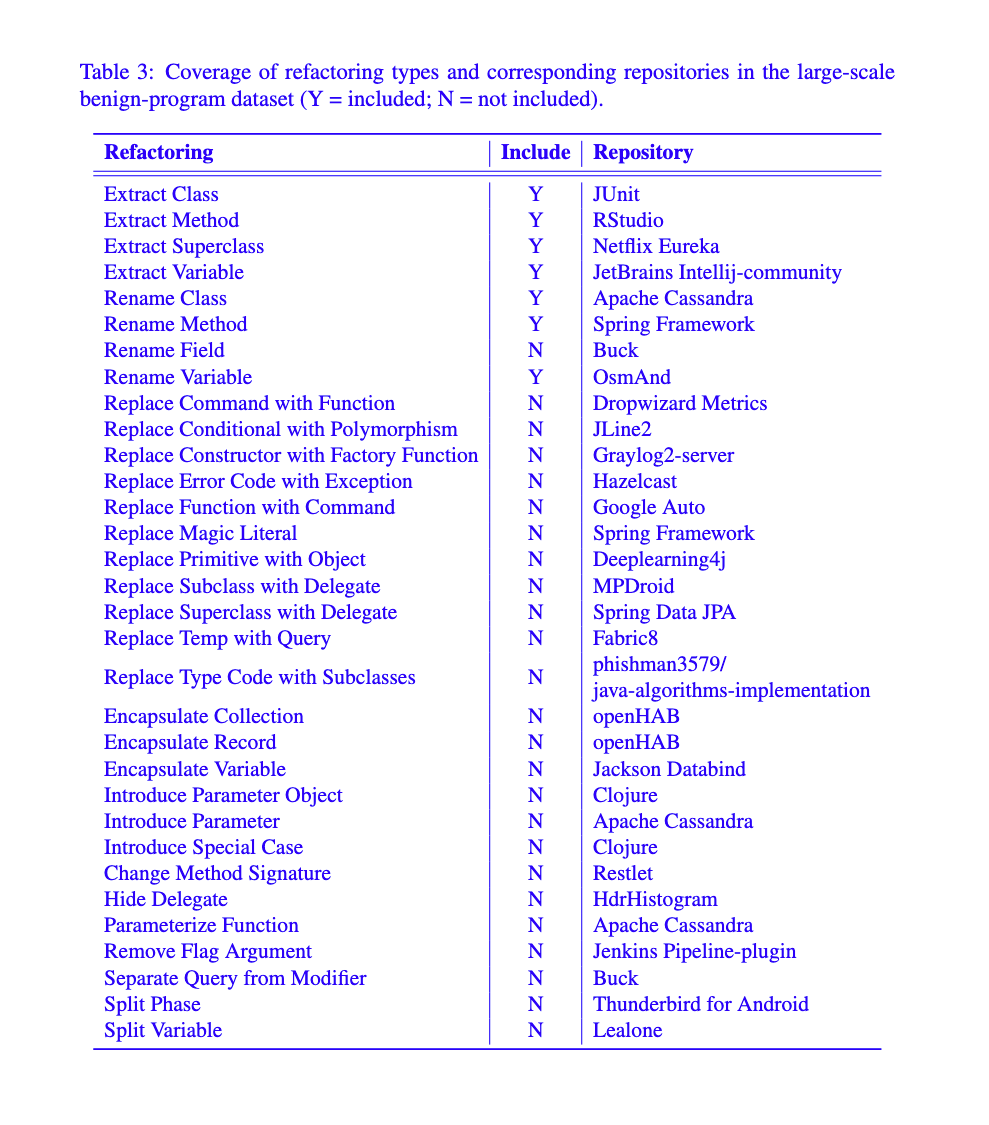 Table 3: Coverage of refactoring types and corresponding repositories in the large-scale
benign-program dataset (Y = included; N = not included).
Refactoring Include Repository
Extract Class Y JUnit
Extract Method Y RStudio
Extract Superclass Y Netflix Eureka
Extract Variable Y JetBrains Intellij-community
Rename Class Y Apache Cassandra
Rename Method Y Spring Framework
Rename Field N Buck
Rename Variable Y OsmAnd
Replace Command with Function N Dropwizard Metrics
Replace Conditional with Polymorphism N JLine2
Replace Constructor with Factory Function N Graylog2-server
Replace Error Code with Exception N Hazelcast
Replace Function with Command N Google Auto
Replace Magic Literal N Spring Framework
Replace Primitive with Object N Deeplearning4j
Replace Subclass with Delegate N MPDroid
Replace Superclass with Delegate N Spring Data JPA
Replace Temp with Query N Fabric8
Replace Type Code with Subclasses N phishman3579/
java-algorithms-implementation
Encapsulate Collection N openHAB
Encapsulate Record N openHAB
Encapsulate Variable N Jackson Databind
Introduce Parameter Object N Clojure
Introduce Parameter N Apache Cassandra
Introduce Special Case N Clojure
Change Method Signature N Restlet
Hide Delegate N HdrHistogram
Parameterize Function N Apache Cassandra
Remove Flag Argument N Jenkins Pipeline-plugin
Separate Query from Modifier N Buck
Split Phase N Thunderbird for Android
Split Variable N Lealone